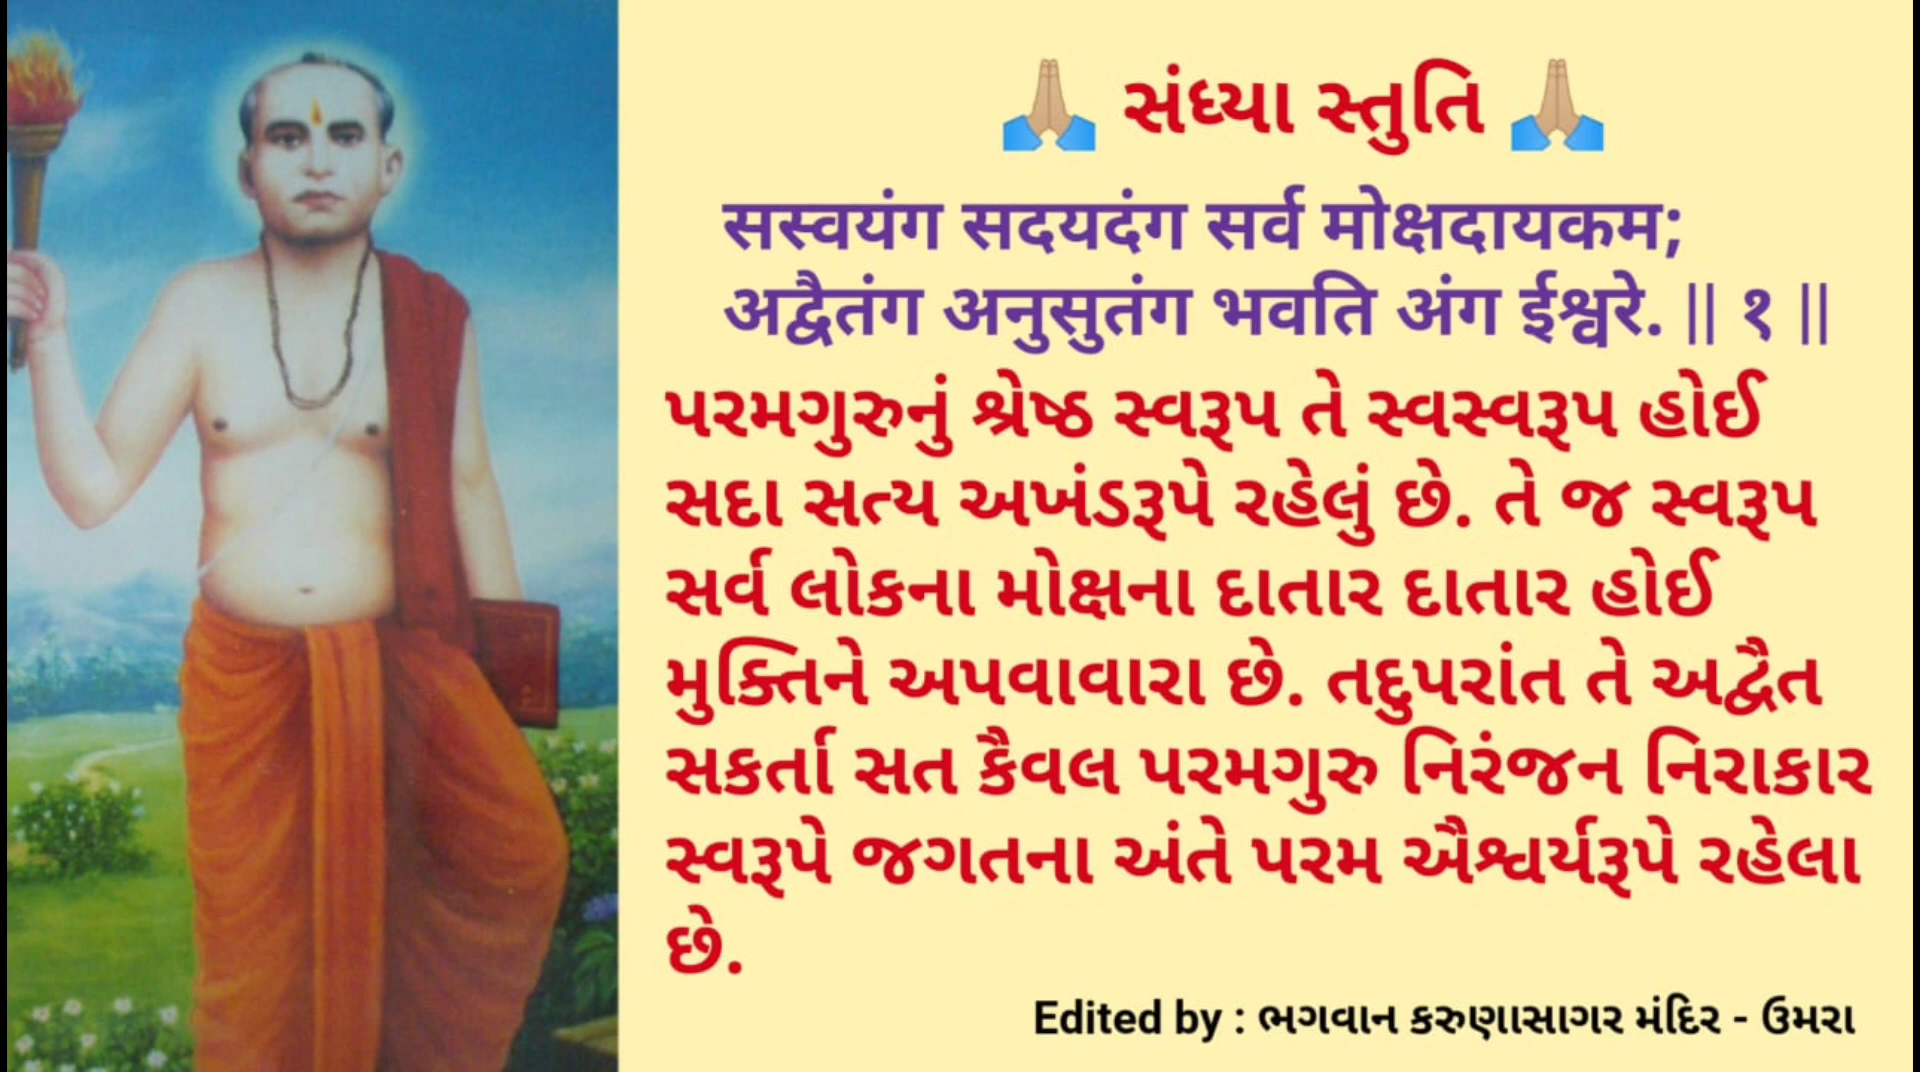 🙏 સંધ્યા સ્તુતિ 🙏
सस्वयंग सदयदंग सर्व मोक्षदायकम;
अद्वैतंग अनुसुतंग भवति अंग ईश्वरे. || १ ||
પરમગુરુનું શ્રેષ્ઠ સ્વરૂપ તે સ્વસ્વરૂપ હોઈ
સદા સત્ય અખંડરૂપે રહેલું છે. તે જ સ્વરૂપ
સર્વ લોકના મોક્ષના દાતાર દાતાર હોઈ
મુક્તિને અપવાવારા છે. તદુપરાંત તે અદ્વૈત
સકર્તા સત કૈવલ પરમગુરુ નિરંજન નિરાકાર
સ્વરૂપે જગતના અંતે પરમ ઐશ્વર્યરૂપે રહેલા
છે.
Edited by : ભગવાન કરુણાસાગર મંદિર - ઉમરા